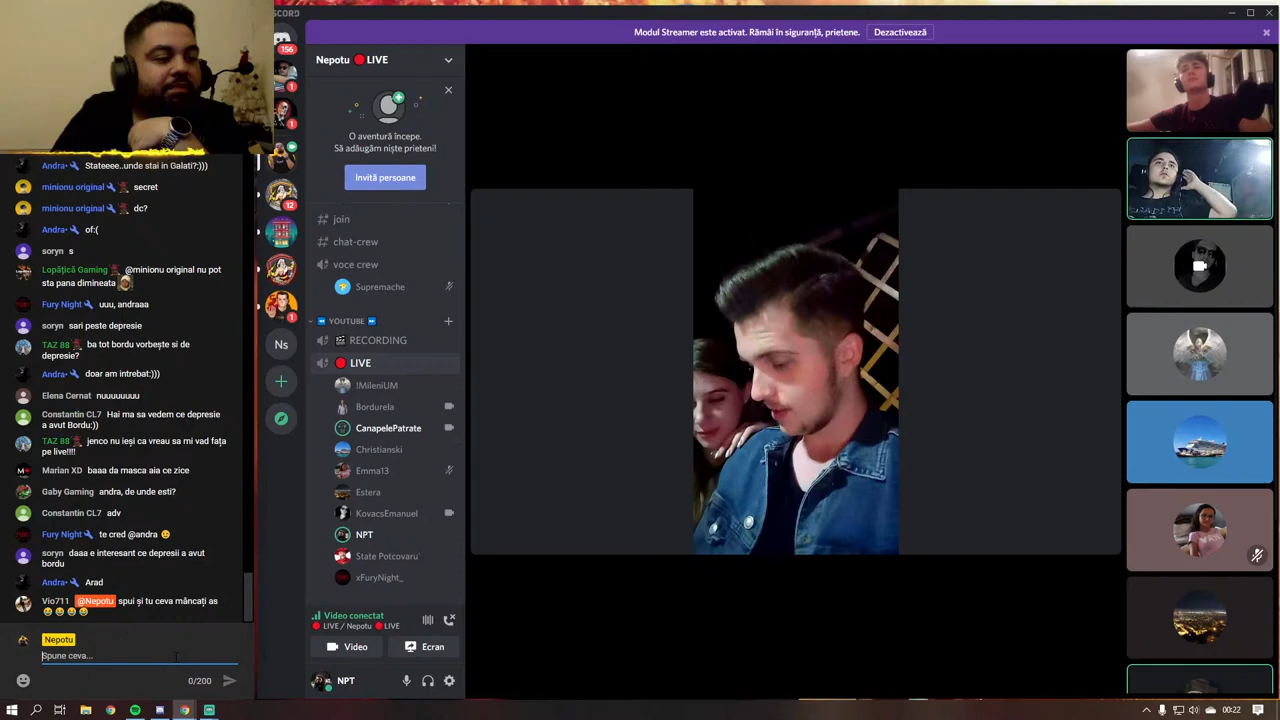 SCORD
Modul Streamer este activat. Rămâi în siguranță, prietene.
Dezactivează
156
1
1
12
1
Ns
Andra• Stateeee..unde stai in Galati?:)))
minionu original secret
minionu original dc?
Andra• of:(
soryn s
Lopățică Gaming @minionu original nu pot
sta pana dimineata
Fury Night uuu, andraaa
soryn sari peste depresie
TAZ 88 ba tot bordu vorbește si de
depresie?
Andra• doar am intrebat:)))
Elena Cernat nuuuuuuu
Constantin CL7 Hai ma sa vedem ce depresie
a avut Bordu:))
TAZ 88 jenco nu ieși ca vreau sa mi vad fața
pe live!!!!
Marian XD baaa da masca aia ce zice
Gaby Gaming andra, de unde esti?
Constantin CL7 adv
Fury Night te cred @andra
soryn daaa e interesant ce depresii a avut
bordu
Andra• Arad
Vio711 @Nepotu spui și tu ceva mâncați as
Nepotu
Spune ceva...
0/200
Nepotu LIVE
O aventură începe.
Să adăugăm niște prieteni!
Invită persoane
join
chat-crew
voce crew
Supremache
YOUTUBE
RECORDING
LIVE
!MileniUM
Bordurela
CanapelePatrate
Christianski
Emma13
Estera
KovacsEmanuel
NPT
State Potcovaru'
xFuryNight_
Video conectat
LIVE / Nepotu LIVE
Video
Ecran
NPT
00:22